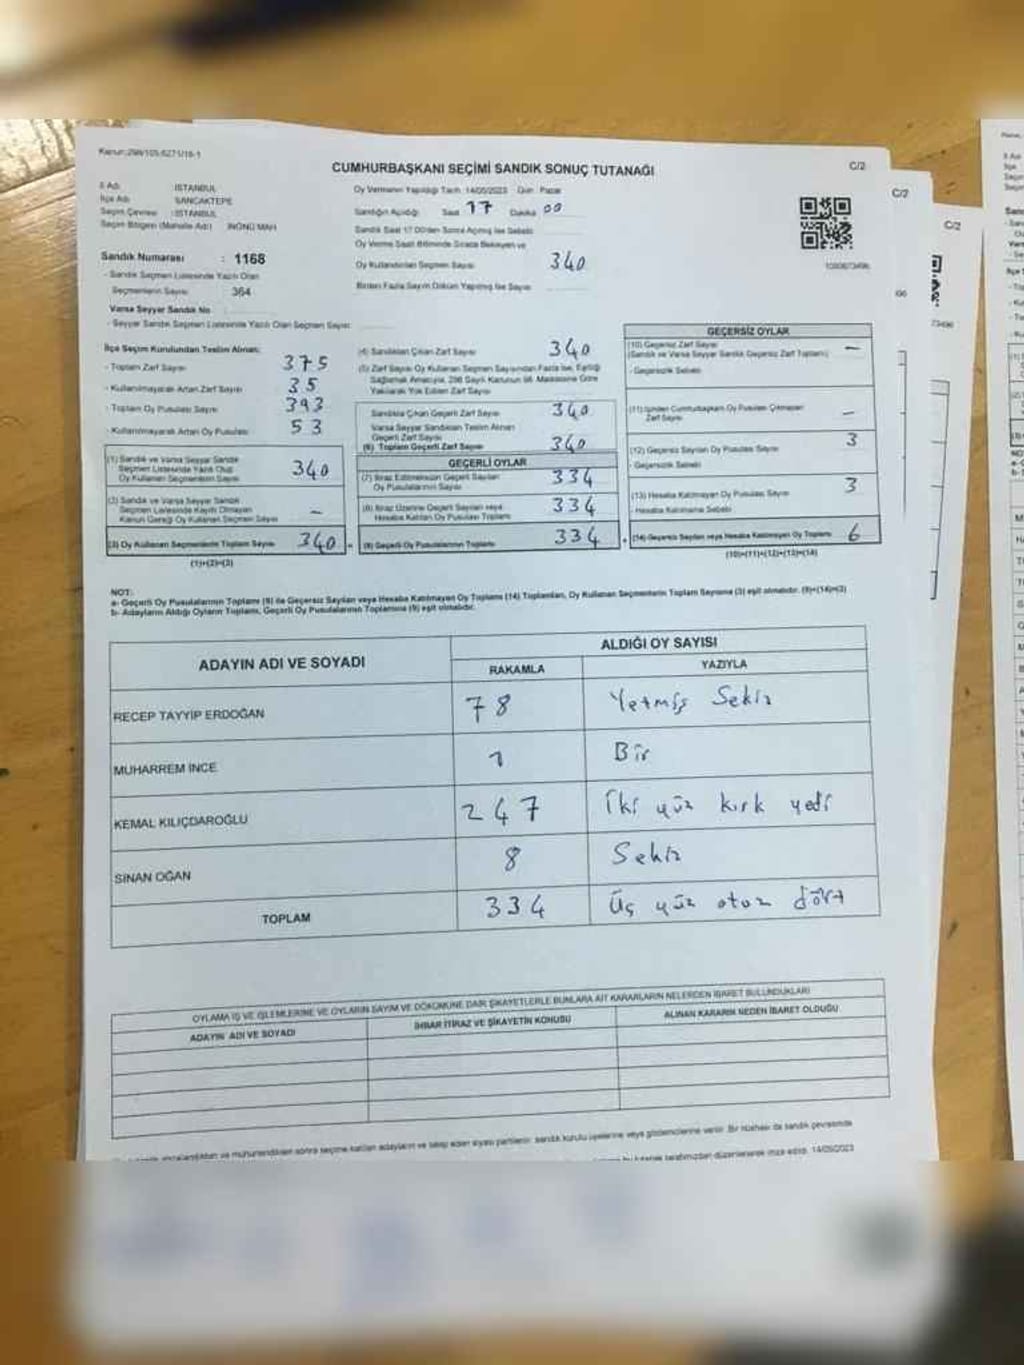 Kanun:298/105-6271/16-1
CUMHURBAŞKANI SEÇİMİ SANDIK SONUÇ TUTANAĞI
C/2
C/2
C/2
İl Adı : İSTANBUL
İlçe Adı : SANCAKTEPE
Seçim Çevresi : İSTANBUL
Seçim Bölgesi (Mahalle Adı) : İNÖNÜ MAH
Sandık Numarası : 1168
- Sandık Seçmen Listesinde Yazılı Olan
Seçmenlerin Sayısı : 364
Varsa Seyyar Sandık No
- Seyyar Sandık Seçmen Listesinde Yazılı Olan Seçmen Sayısı
Oy Vermenin Yapıldığı Tarih :14/05/2023 Gün : Pazar
Sandığın Açıldığı Saat 17 Dakika 00
Sandık Saat 17.00'den Sonra Açılmış İse Sebebi
Oy Verme Saati Bitiminde Sırada Bekleyen ve
Oy Kullandırılan Seçmen Sayısı 340
Birden Fazla Sayım Döküm Yapılmış İse Sayısı
İlçe Seçim Kurulundan Teslim Alınan:
- Toplam Zarf Sayısı 375
- Kullanılmayarak Artan Zarf Sayısı 35
- Toplam Oy Pusulası Sayısı 393
- Kullanılmayarak Artan Oy Pusulası 53
(1) Sandık ve Varsa Seyyar Sandık
Seçmen Listesinde Yazılı Olup
Oy Kullanan Seçmenlerin Sayısı 340
(2) Sandık ve Varsa Seyyar Sandık
Seçmen Listesinde Kayıtlı Olmayan
Kanun Gereği Oy Kullanan Seçmen Sayısı –
(3) Oy Kullanan Seçmenlerin Toplam Sayısı 340
(1)+(2)=(3)
(4) Sandıktan Çıkan Zarf Sayısı 340
(5) Zarf Sayısı Oy Kullanan Seçmen Sayısından Fazla İse, Eşitliği
Sağlamak Amacıyla, 298 Sayılı Kanunun 98. Maddesine Göre
Yakılarak Yok Edilen Zarf Sayısı
Sandıkta Çıkan Geçerli Zarf Sayısı 340
Varsa Seyyar Sandıktan Teslim Alınan
Geçerli Zarf Sayısı
(6) Toplam Geçerli Zarf Sayısı 340
GEÇERLİ OYLAR
(7) İtiraz Edilmeksizin Geçerli Sayılan
Oy Pusulalarının Sayısı 334
(8) İtiraz Üzerine Geçerli Sayılan veya
Hesaba Katılan Oy Pusulası Toplamı 334
(9) Geçerli Oy Pusulalarının Toplamı 334
GEÇERSİZ OYLAR
(10) Geçersiz Zarf Sayısı
(Sandık ve Varsa Seyyar Sandık Geçersiz Zarf Toplamı) –
- Geçersizlik Sebebi
(11) İçinden Cumhurbaşkanı Oy Pusulası Çıkmayan
Zarf Sayısı –
(12) Geçersiz Sayılan Oy Pusulası Sayısı 3
- Geçersizlik Sebebi
(13) Hesaba Katılmayan Oy Pusulası Sayısı 3
- Hesaba Katılmama Sebebi
(14) Geçersiz Sayılan veya Hesaba Katılmayan Oy Toplamı 6
(10)+(11)+(12)+(13)=(14)
NOT:
a- Geçerli Oy Pusulalarının Toplamı (9) ile Geçersiz Sayılan veya Hesaba Katılmayan Oy Toplamı (14) Toplamları, Oy Kullanan Seçmenlerin Toplam Sayısına (3) eşit olmalıdır. (9)+(14)=(3)
b- Adayların Aldığı Oyların Toplamı, Geçerli Oy Pusulalarının Toplamına (9) eşit olmalıdır.
ADAYIN ADI VE SOYADI
ALDIĞI OY SAYISI
RAKAMLA YAZIYLA
RECEP TAYYİP ERDOĞAN 78 Yetmiş Sekiz
MUHARREM İNCE 1 Bir
KEMAL KILIÇDAROĞLU 247 İki yüz kırk yedi
SİNAN OĞAN 8 Sekiz
TOPLAM 334 Üç yüz otuz dört
OYLAMA İŞ VE İŞLEMLERİNE VE OYLARIN SAYIM VE DÖKÜMÜNE DAİR ŞİKAYETLERLE BUNLARA AİT KARARLARIN NELERDEN İBARET BULUNDUKLARI
ADAYIN ADI VE SOYADI İHBAR İTİRAZ VE ŞİKAYETİN KONUSU ALINAN KARARIN NEDEN İBARET OLDUĞU
ve mühürlendikten sonra seçime katılan adayların ve talep eden siyasi partilerin sandık kurulu üyelerine veya gözlemcilerine verilir. Bir nüshası da sandık çevresinde
bu tutanak tarafımızdan düzenlenerek imza edildi. 14/05/2023